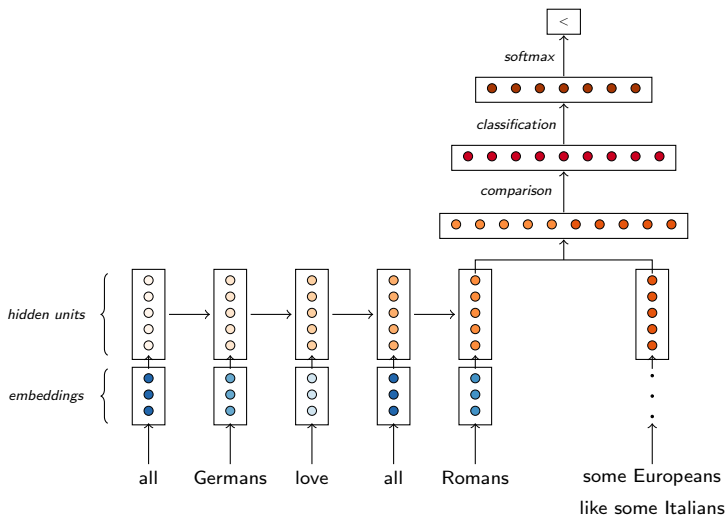 <
softmax
classification
comparison
hidden units
embeddings
all Germans love all Romans some Europeans
like some Italians